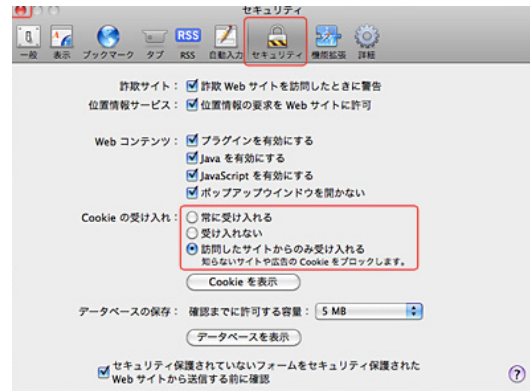 セキュリティ
RSS
一般 表示 ブックマーク タブ RSS 自動入力 セキュリティ 機能拡張 詳細
詐欺サイト： 詐欺 Web サイトを訪問したときに警告
位置情報サービス： 位置情報の要求を Web サイトに許可
Web コンテンツ： プラグインを有効にする
Java を有効にする
JavaScript を有効にする
ポップアップウインドウを開かない
Cookie の受け入れ： 常に受け入れる
受け入れない
訪問したサイトからのみ受け入れる
知らないサイトや広告の Cookie をブロックします。
Cookie を表示
データベースの保存： 確認までに許可する容量： 5 MB
データベースを表示
セキュリティ保護されていないフォームをセキュリティ保護された
Web サイトから送信する前に確認
?